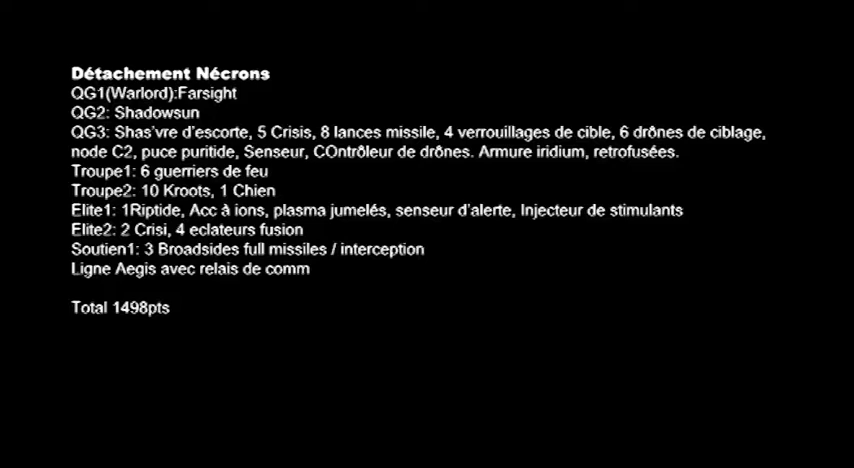 Détachement Nécrons
QG1(Warlord):Farsight
QG2: Shadowsun
QG3: Shas'vre d'escorte, 5 Crisis, 8 lances missile, 4 verrouillages de cible, 6 drônes de ciblage,
node C2, puce puritide, Senseur, COntrôleur de drônes. Armure iridium, retrofusées.
Troupe1: 6 guerriers de feu
Troupe2: 10 Kroots, 1 Chien
Elite1: 1Riptide, Acc à ions, plasma jumelés, senseur d'alerte, Injecteur de stimulants
Elite2: 2 Crisi, 4 eclateurs fusion
Soutien1: 3 Broadsides full missiles / interception
Ligne Aegis avec relais de comm
Total 1498pts